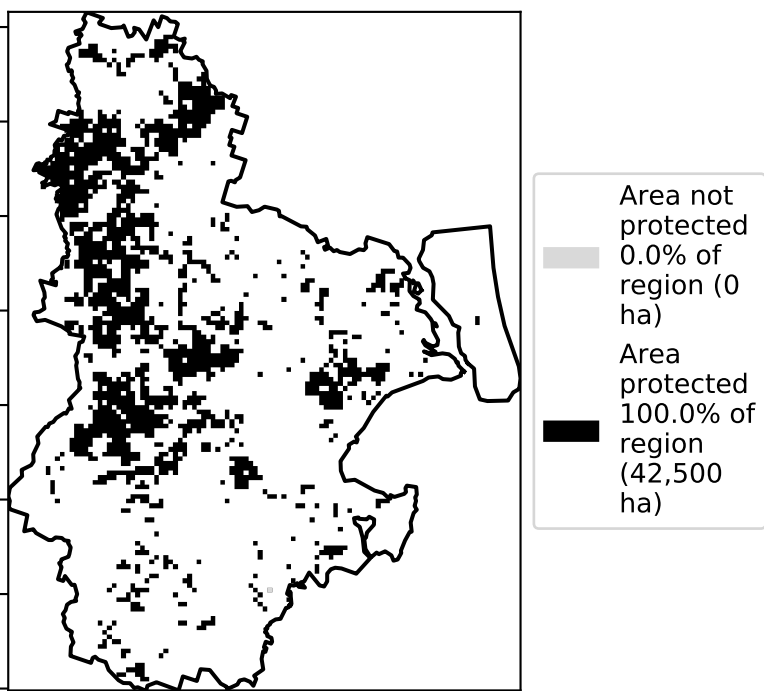 Area not
protected
0.0% of
region (0
ha)
Area
protected
100.0% of
region
(42,500
ha)